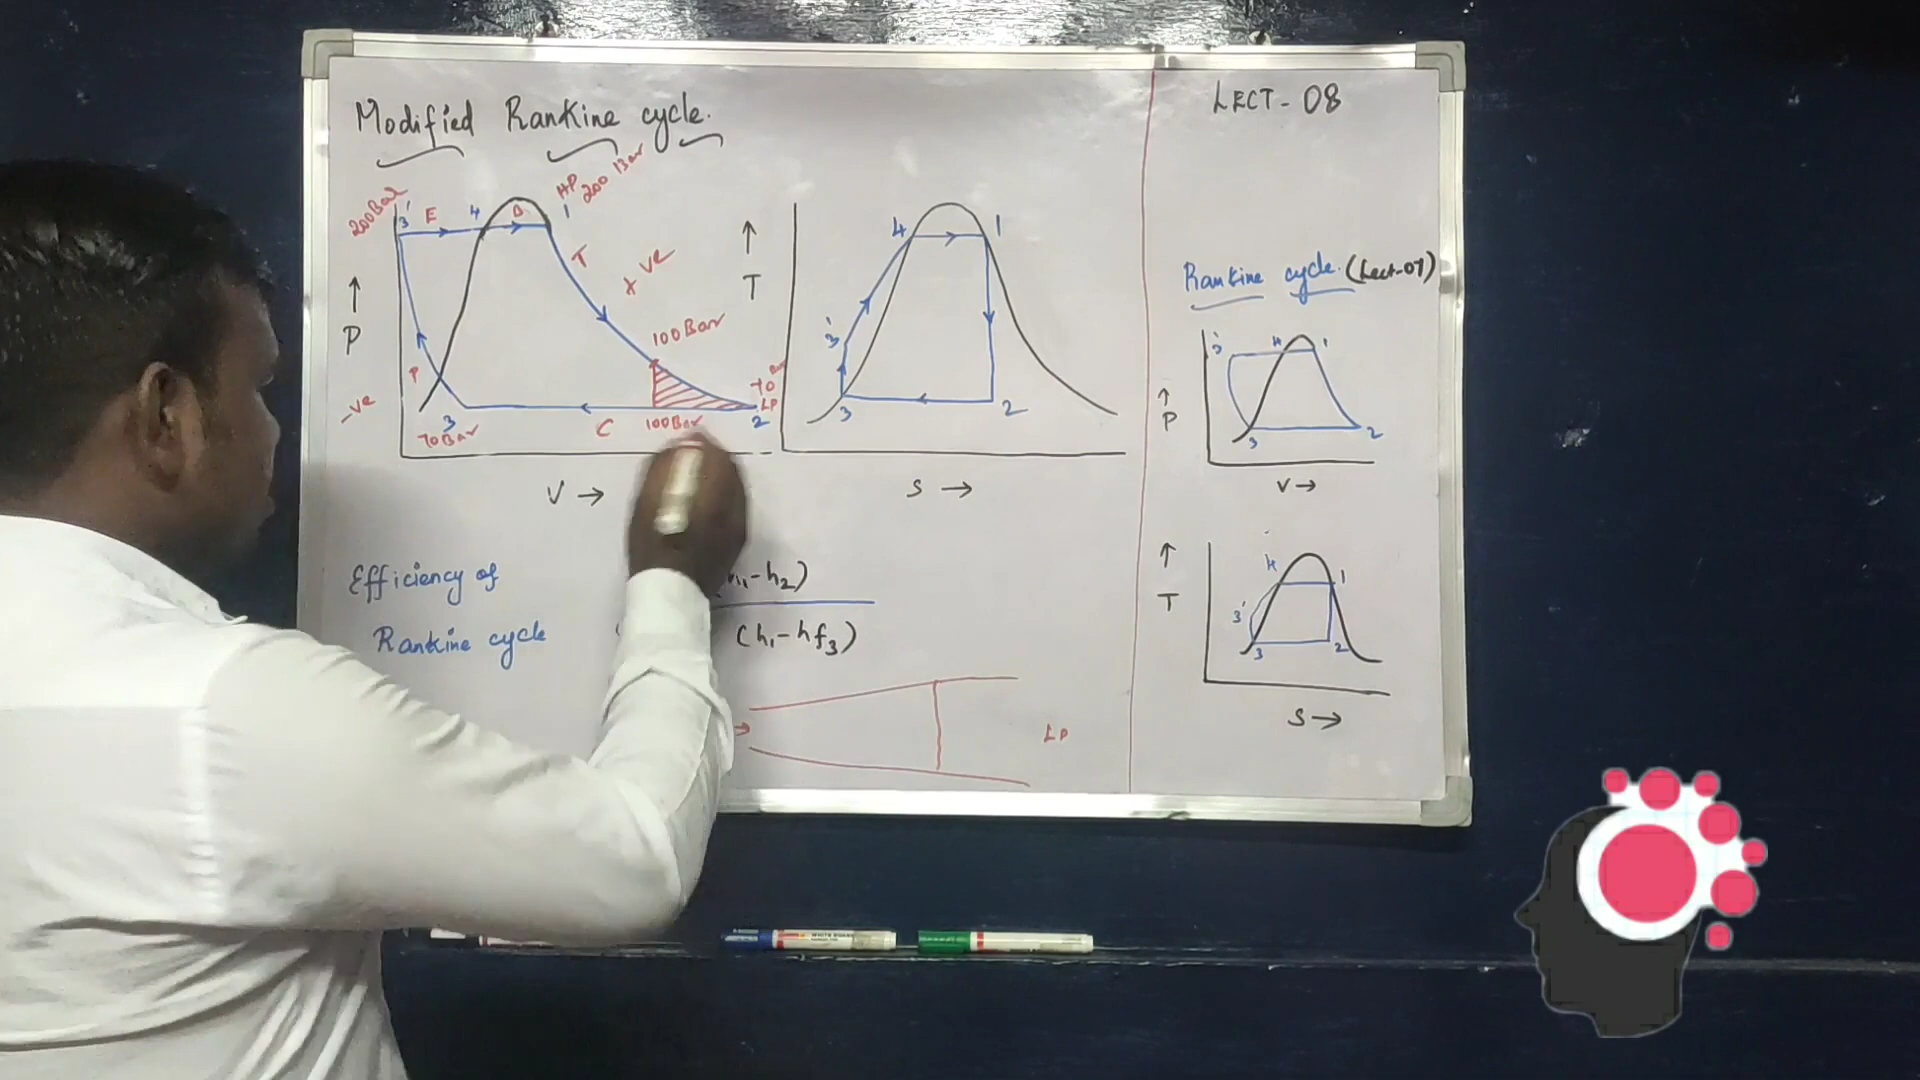 Modified Rankine cycle.
LECT-08
200 Bar
3'
E
4
B
HP 200 Bar
1
T
+ve
100 Bar
70 Bar
LP
2
P
-ve
3
70 Bar
C
100 Bar
↑
P
V →
↑
T
4
1
3'
3
2
S →
Rankine cycle. (Lect-07)
3'
4
1
↑
P
3
2
V →
↑
T
4
1
3'
3
2
S →
Efficiency of
Rankine cycle
h1-h2)
(h1-hf3)
LP